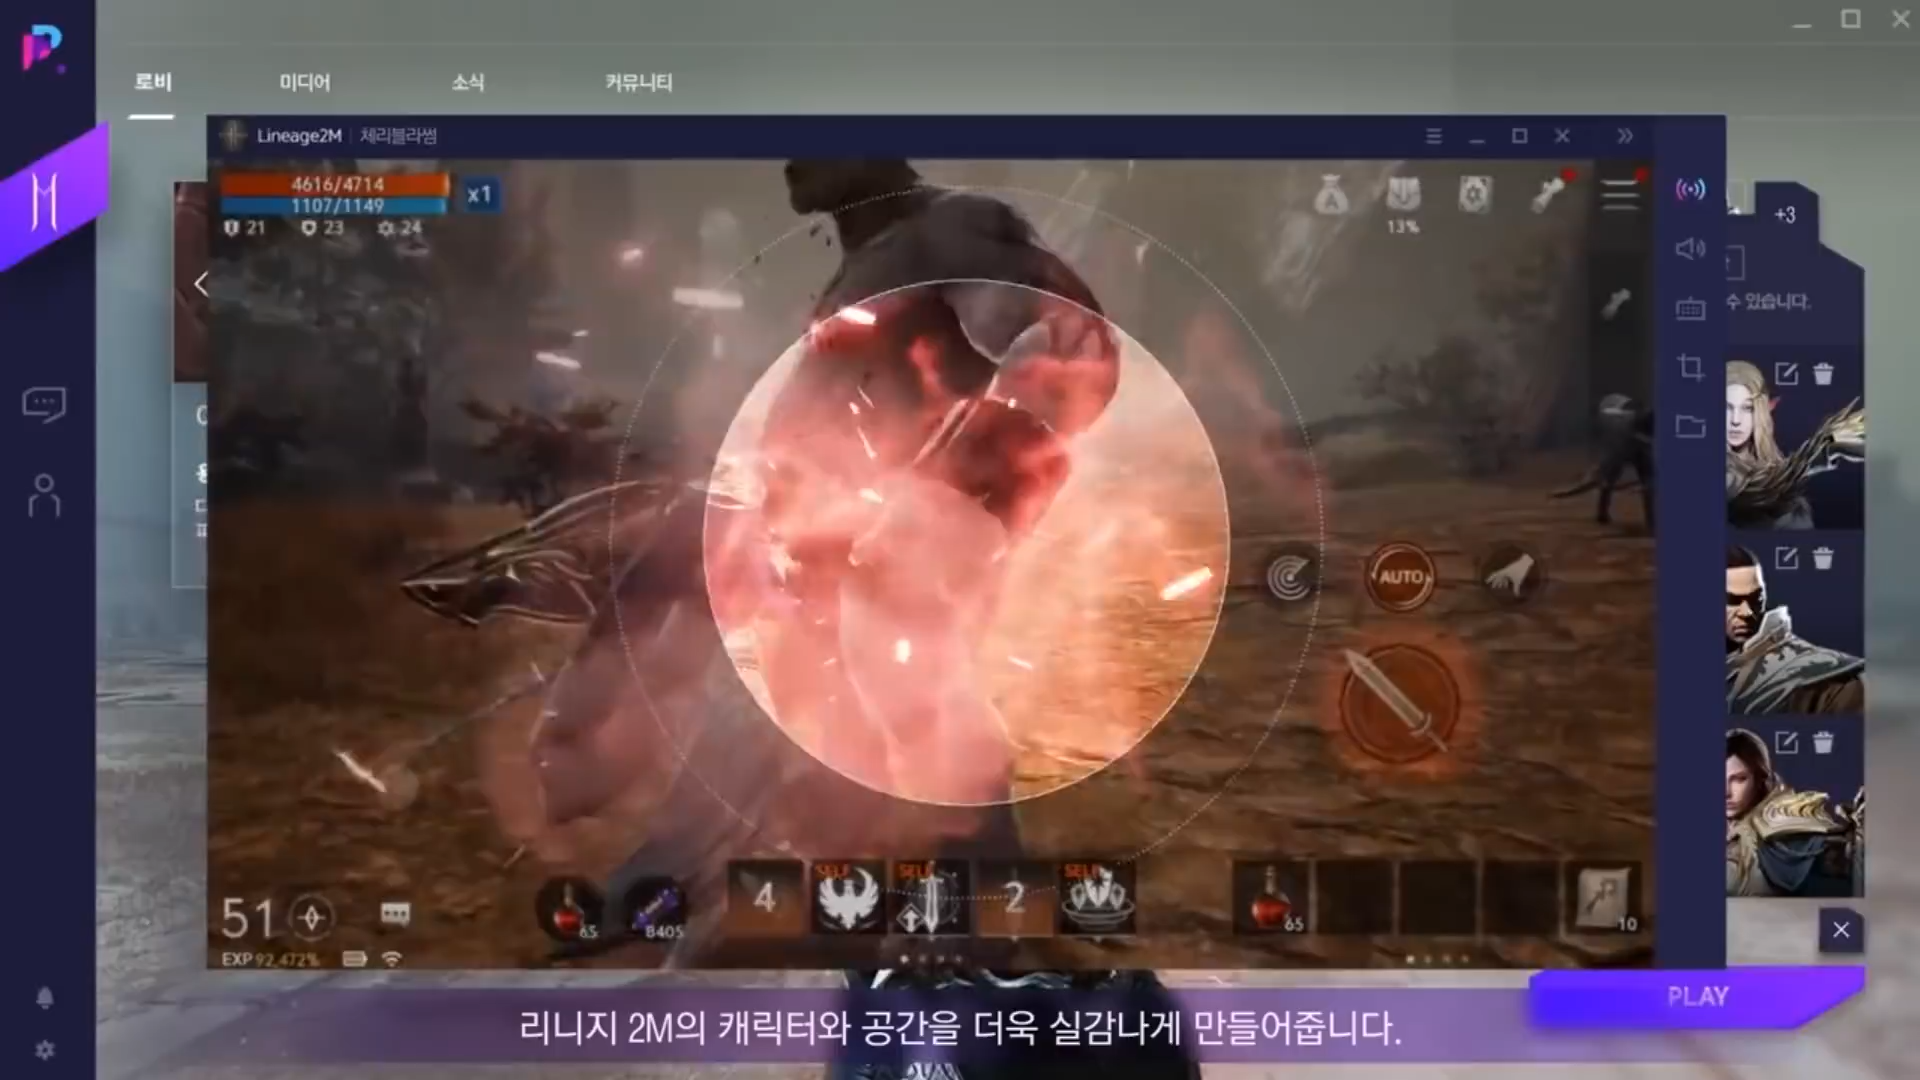 로비
미디어
소식
커뮤니티
Lineage2M 체리블라썸
4616/4714
1107/1149
x1
21 23 24
13%
+3
수 있습니다.
AUTO
SELF
SELF
SELF
4
2
65
8405
65
10
51
EXP 92.472%
PLAY
리니지 2M의 캐릭터와 공간을 더욱 실감나게 만들어줍니다.